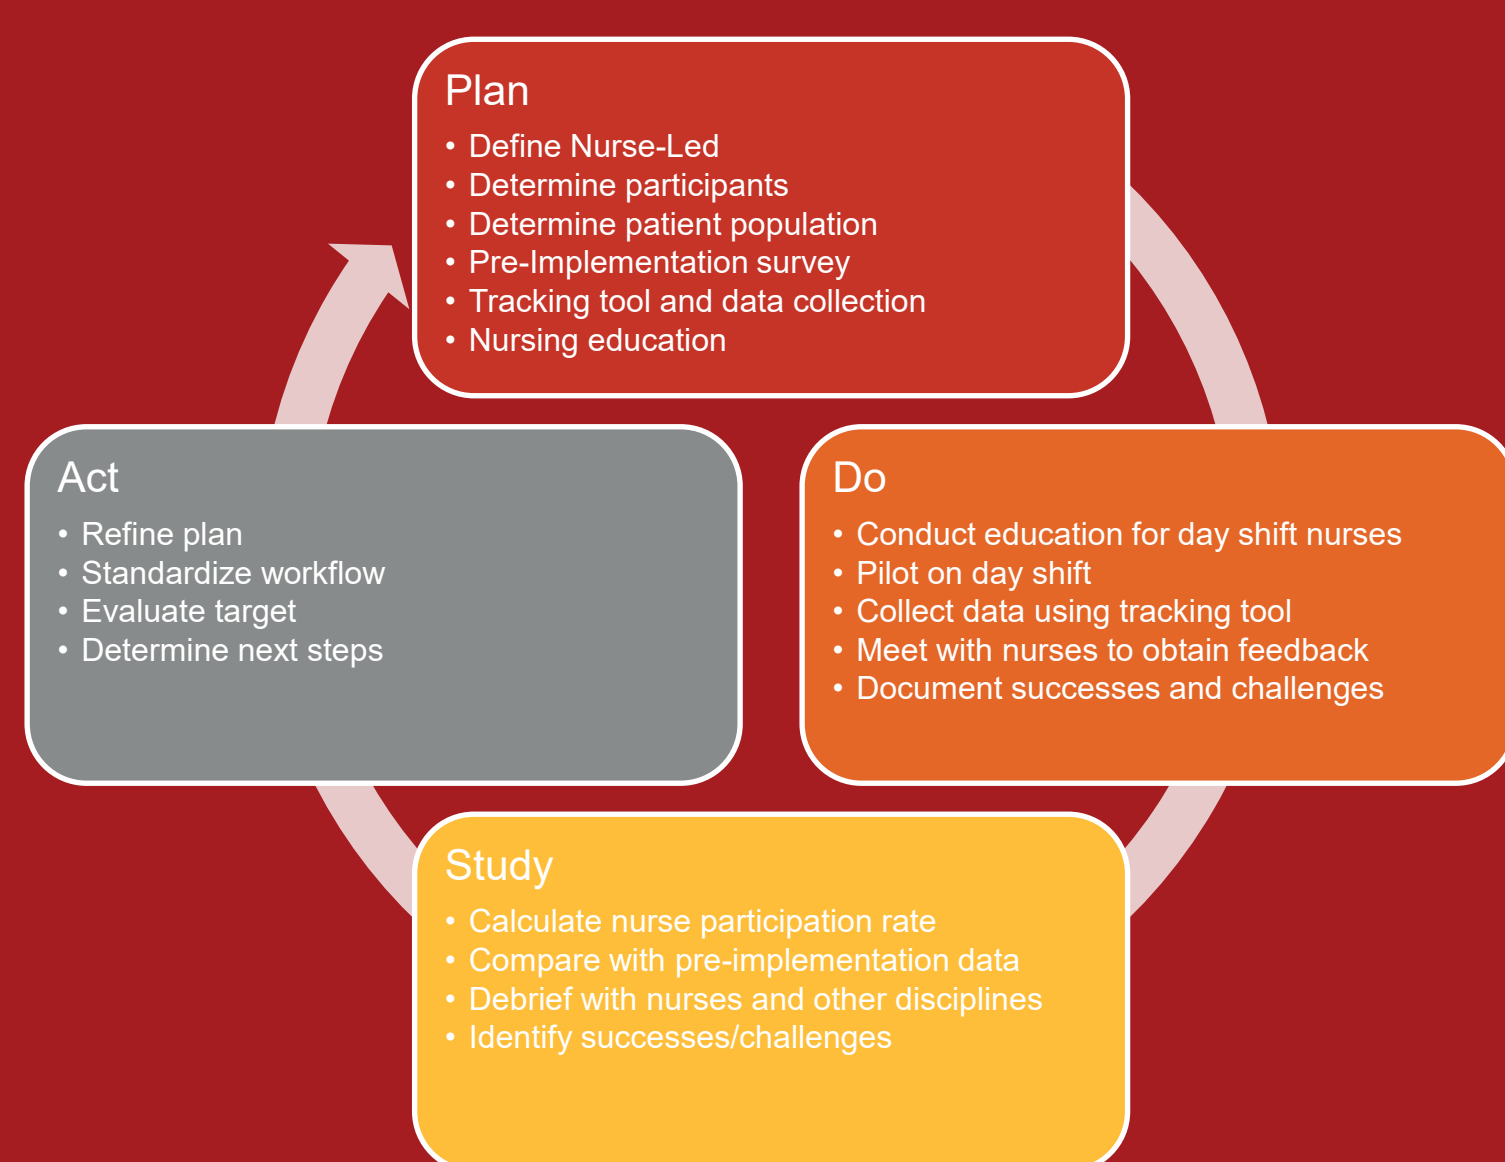 Plan
• Define Nurse-Led
• Determine participants
• Determine patient population
• Pre-Implementation survey
• Tracking tool and data collection
• Nursing education
Do
• Conduct education for day shift nurses
• Pilot on day shift
• Collect data using tracking tool
• Meet with nurses to obtain feedback
• Document successes and challenges
Study
• Calculate nurse participation rate
• Compare with pre-implementation data
• Debrief with nurses and other disciplines
• Identify successes/challenges
Act
• Refine plan
• Standardize workflow
• Evaluate target
• Determine next steps